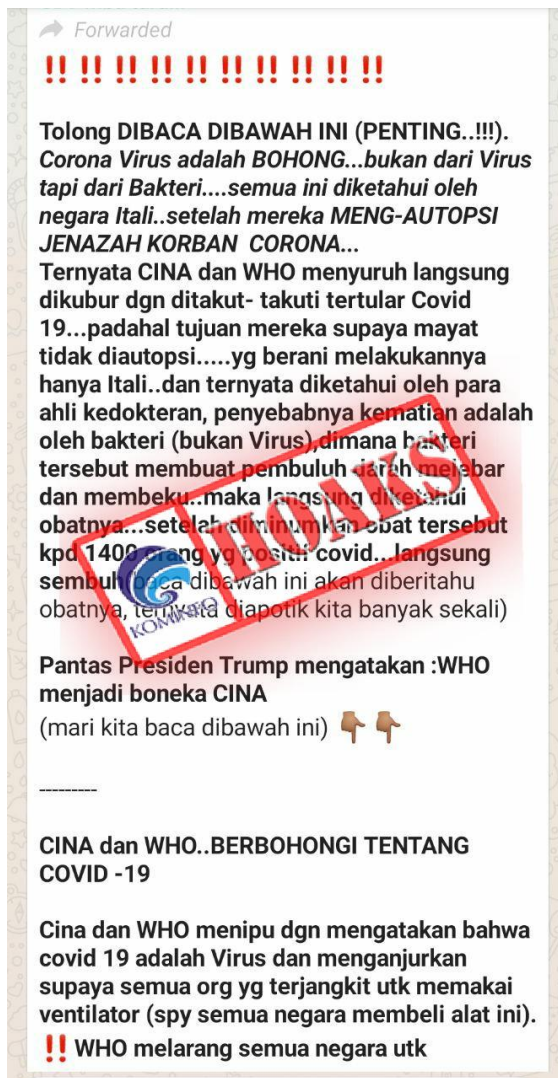 Forwarded
‼️ ‼️ ‼️ ‼️ ‼️ ‼️ ‼️ ‼️ ‼️ ‼️
Tolong DIBACA DIBAWAH INI (PENTING..!!!).
Corona Virus adalah BOHONG...bukan dari Virus
tapi dari Bakteri....semua ini diketahui oleh
negara Itali..setelah mereka MENG-AUTOPSI
JENAZAH KORBAN CORONA...
Ternyata CINA dan WHO menyuruh langsung
dikubur dgn ditakut- takuti tertular Covid
19...padahal tujuan mereka supaya mayat
tidak diautopsi.....yg berani melakukannya
hanya Itali..dan ternyata diketahui oleh para
ahli kedokteran, penyebabnya kematian adalah
oleh bakteri (bukan Virus),dimana bakteri
tersebut membuat pembuluh darah melebar
dan membeku..maka langsung diketahui
obatnya...setelah diminumkan obat tersebut
kpd 1400 orang yg positif covid...langsung
sembuh (baca dibawah ini akan diberitahu
obatnya, ternyata diapotik kita banyak sekali)
HOAKS
KOMINFO
Pantas Presiden Trump mengatakan :WHO
menjadi boneka CINA
(mari kita baca dibawah ini) 👇🏽 👇🏽
---------
CINA dan WHO..BERBOHONGI TENTANG
COVID -19
Cina dan WHO menipu dgn mengatakan bahwa
covid 19 adalah Virus dan menganjurkan
supaya semua org yg terjangkit utk memakai
ventilator (spy semua negara membeli alat ini).
‼️ WHO melarang semua negara utk